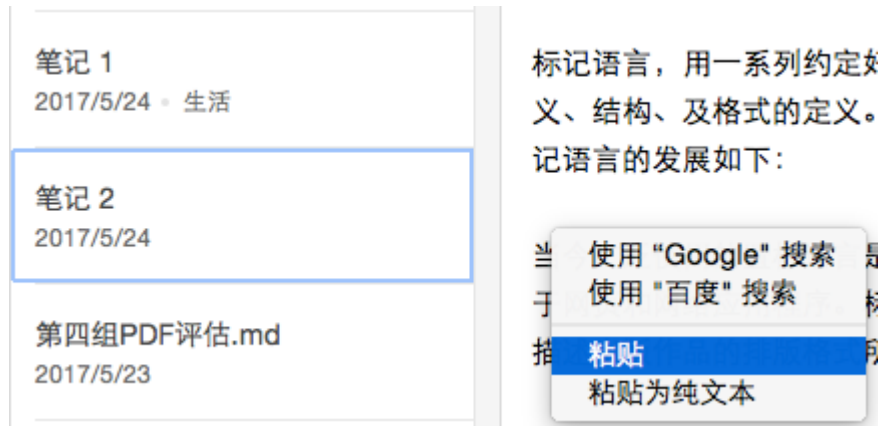 笔记 1
2017/5/24 • 生活
笔记 2
2017/5/24
第四组PDF评估.md
2017/5/23
标记语言，用一系列约定好
义、结构、及格式的定义。
记语言的发展如下：
使用 "Google" 搜索
使用 "百度" 搜索
粘贴
粘贴为纯文本